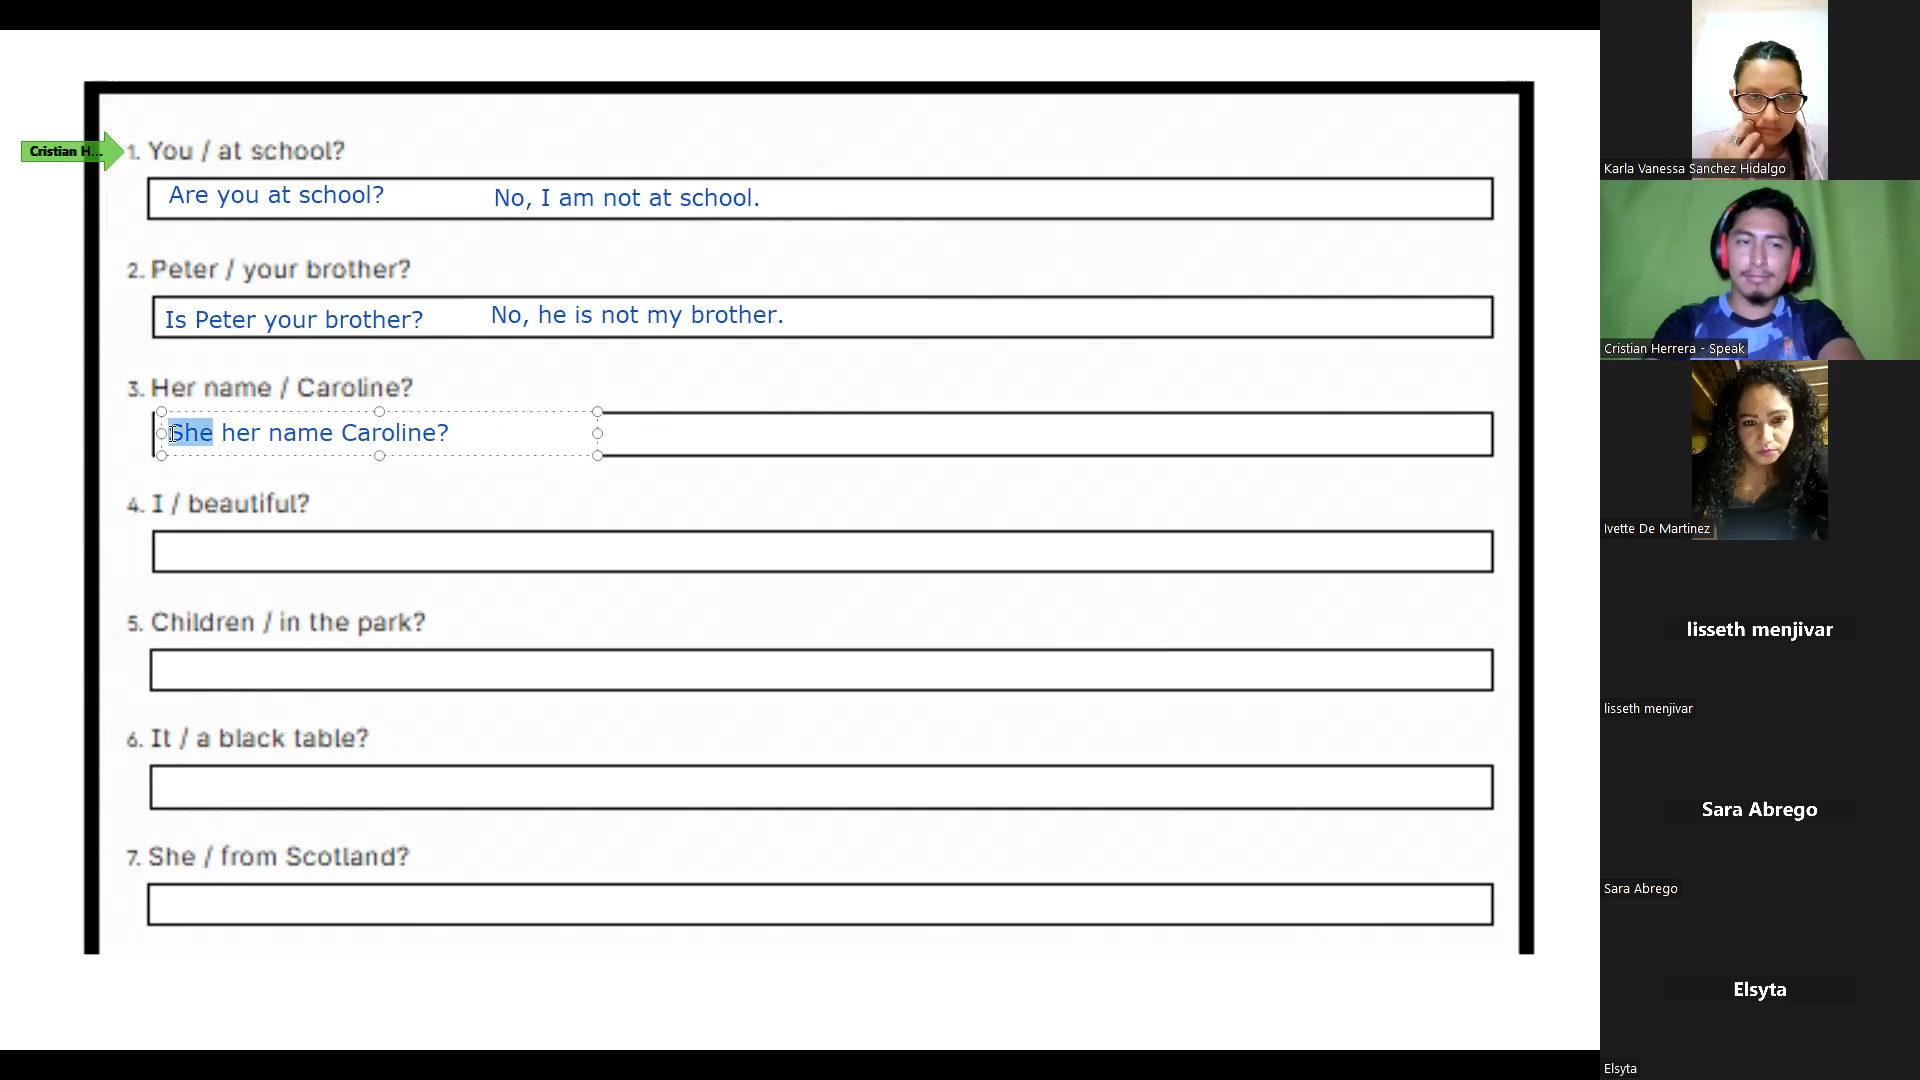 1. You / at school?
Cristian H...
Are you at school? No, I am not at school.
2. Peter / your brother?
Is Peter your brother? No, he is not my brother.
3. Her name / Caroline?
She her name Caroline?
4. I / beautiful?
5. Children / in the park?
6. It / a black table?
7. She / from Scotland?
Karla Vanessa Sanchez Hidalgo
Cristian Herrera - Speak
Ivette De Martinez
lisseth menjivar
lisseth menjivar
Sara Abrego
Sara Abrego
Elsyta
Elsyta